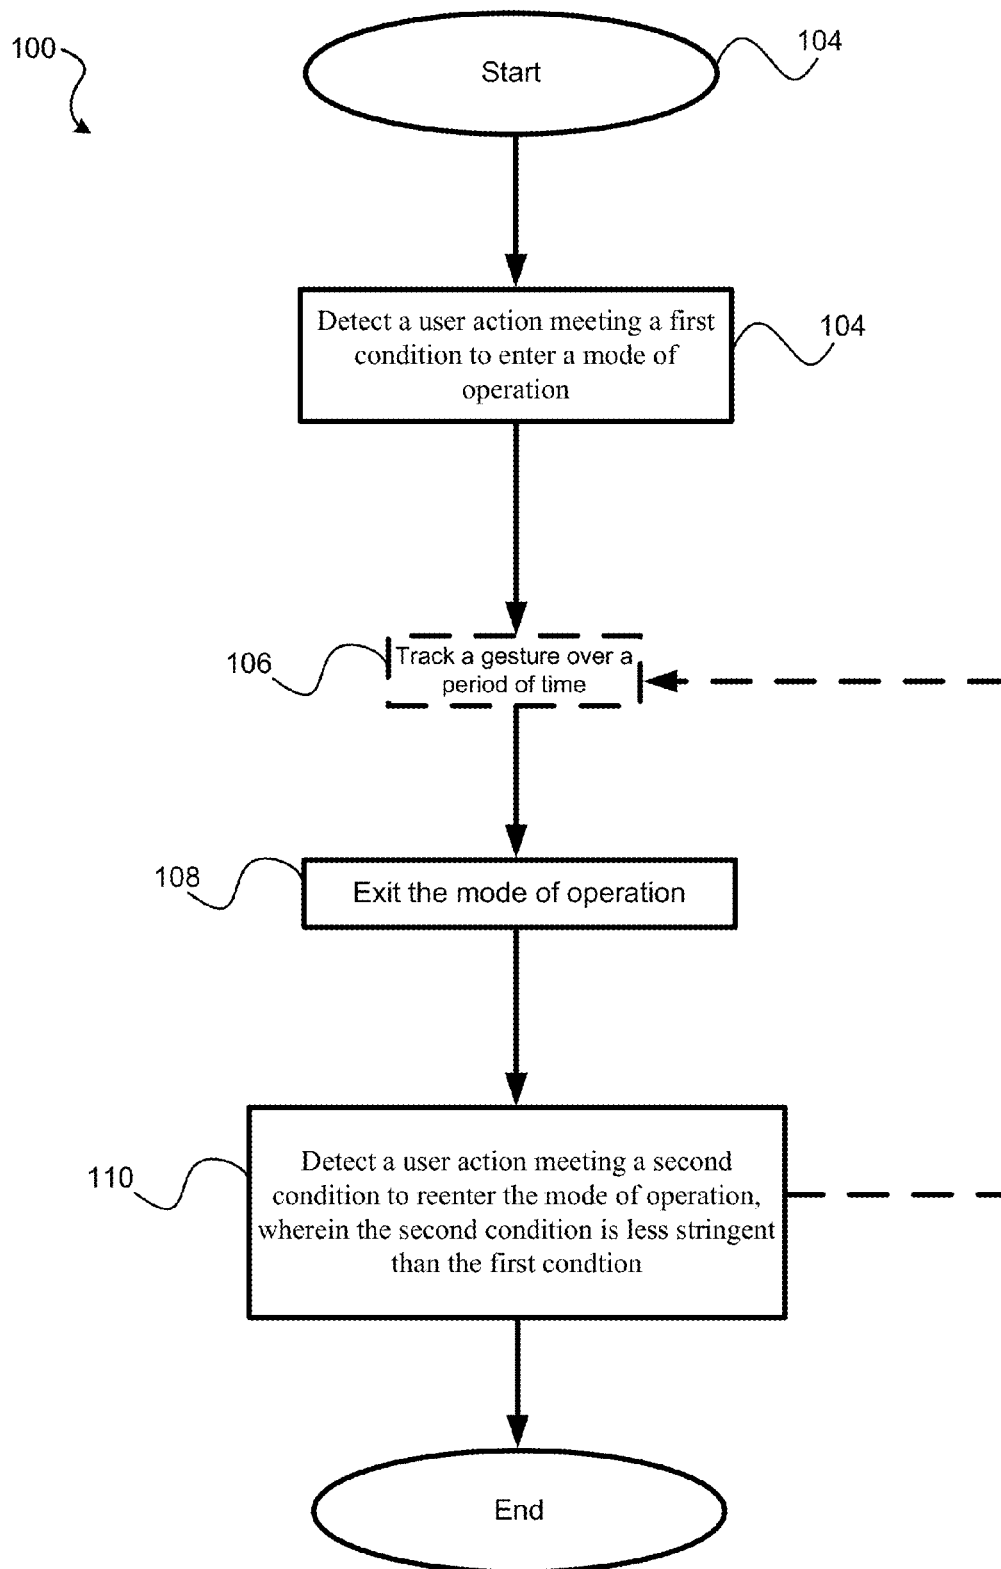 100
Start
104
Detect a user action meeting a first
condition to enter a mode of
operation
104
106
Track a gesture over a
period of time
108
Exit the mode of operation
110
Detect a user action meeting a second
condition to reenter the mode of operation,
wherein the second condition is less stringent
than the first condtion
End